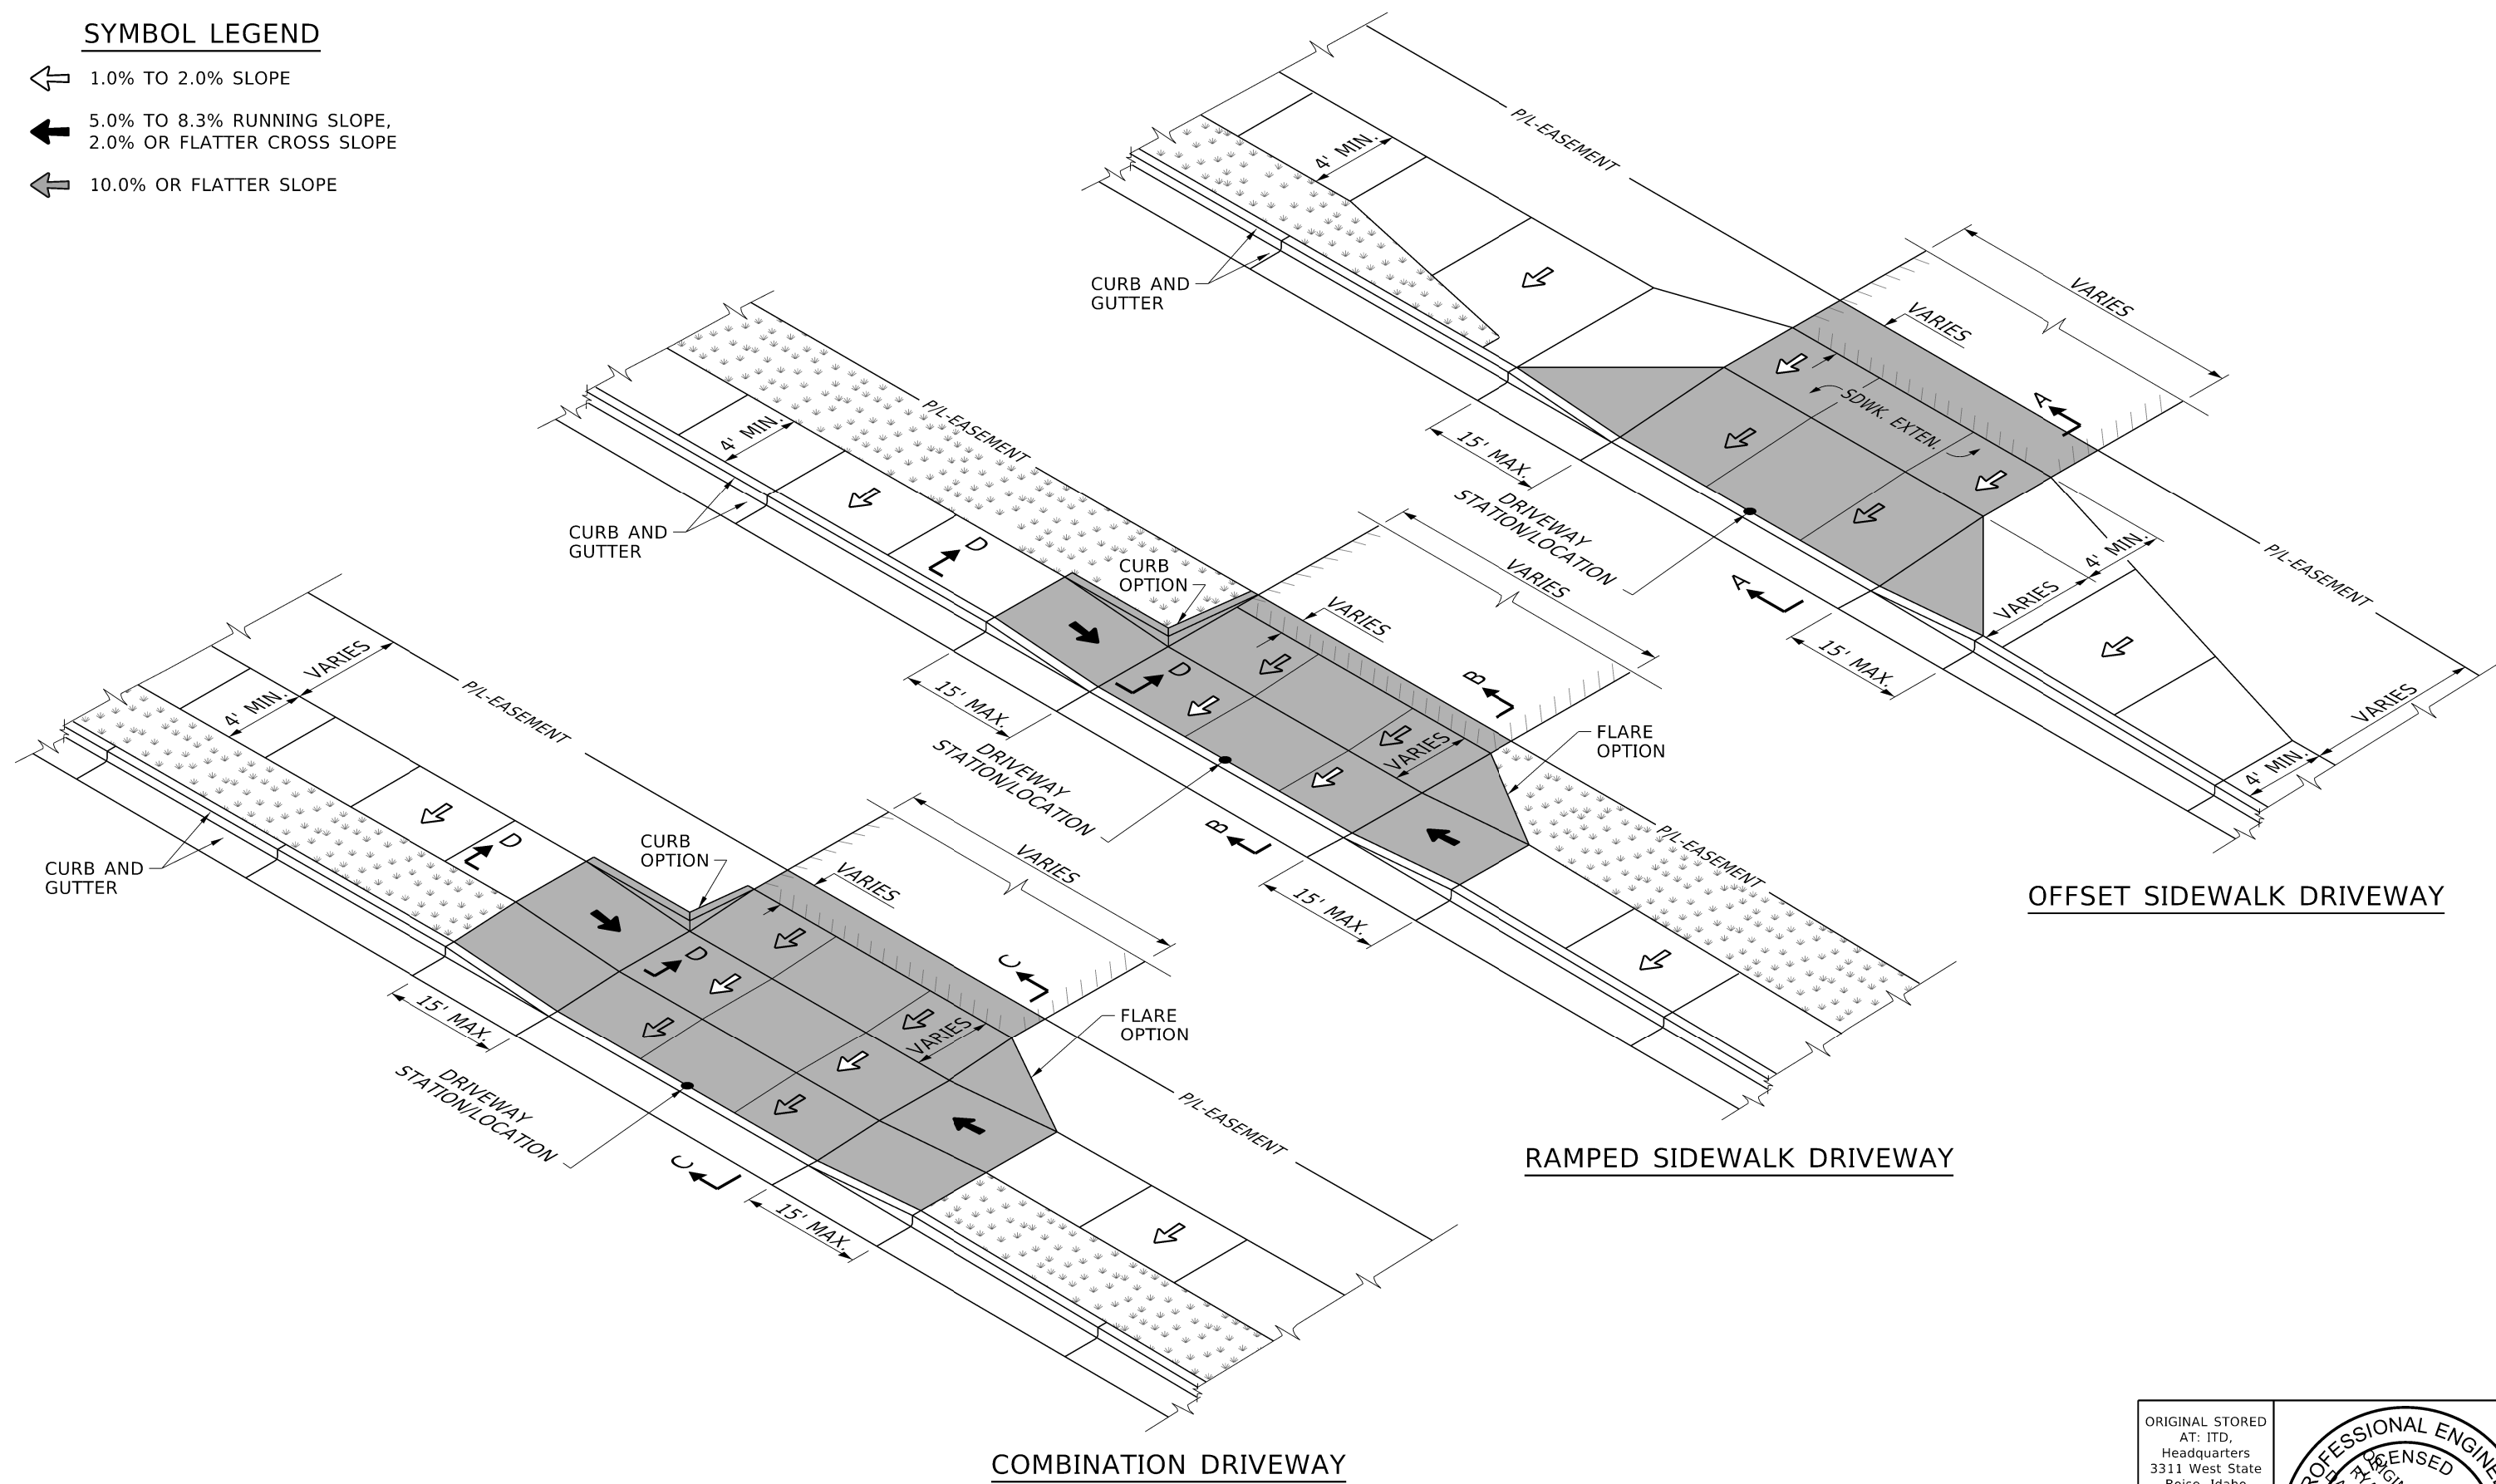 SYMBOL LEGEND
1.0% TO 2.0% SLOPE
5.0% TO 8.3% RUNNING SLOPE,
2.0% OR FLATTER CROSS SLOPE
10.0% OR FLATTER SLOPE
P/L-EASEMENT
4' MIN.
CURB AND
GUTTER
VARIES
VARIES
SDWK. EXTEN.
A
15' MAX.
DRIVEWAY
STATION/LOCATION
A
4' MIN.
VARIES
15' MAX.
P/L-EASEMENT
VARIES
4' MIN.
OFFSET SIDEWALK DRIVEWAY
P/L-EASEMENT
4' MIN.
CURB AND
GUTTER
D
CURB
OPTION
VARIES
VARIES
D
B
15' MAX.
DRIVEWAY
STATION/LOCATION
VARIES
FLARE
OPTION
B
15' MAX.
P/L-EASEMENT
RAMPED SIDEWALK DRIVEWAY
VARIES
4' MIN.
P/L-EASEMENT
CURB AND
GUTTER
D
CURB
OPTION
VARIES
VARIES
D
C
15' MAX.
DRIVEWAY
STATION/LOCATION
VARIES
FLARE
OPTION
C
15' MAX.
P/L-EASEMENT
COMBINATION DRIVEWAY
ORIGINAL STORED
AT: ITD,
Headquarters
3311 West State
Boise, Idaho